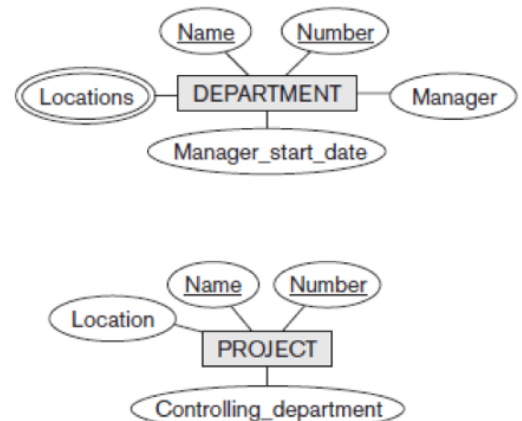 Name Number
Locations DEPARTMENT Manager
Manager_start_date
Name Number
Location
PROJECT
Controlling_department